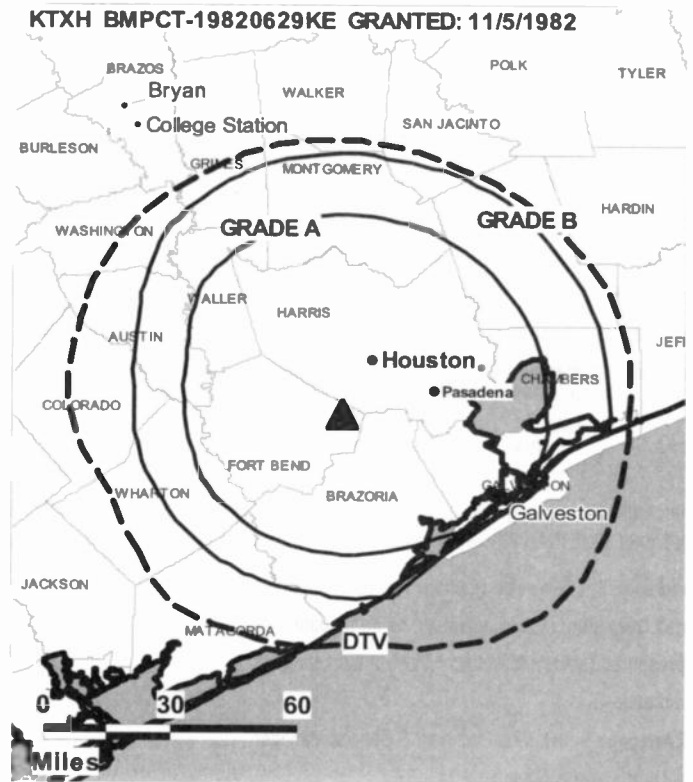 KTXH BMPCT-19820629KE GRANTED: 11/5/1982
POLK
TYLER
BRAZOS
Bryan
WALKER
College Station
SAN JACINTO
BURLESON
GRIMES
MONTGOMERY
HARDIN
GRADE A
GRADE B
WASHINGTON
WALLER
HARRIS
AUSTIN
JEFF
Houston
CHAMBERS
Pasadena
COLORADO
FORT BEND
WHARTON
BRAZORIA
GALVESTON
Galveston
JACKSON
MATAGORDA
DTV
0 30 60
Miles